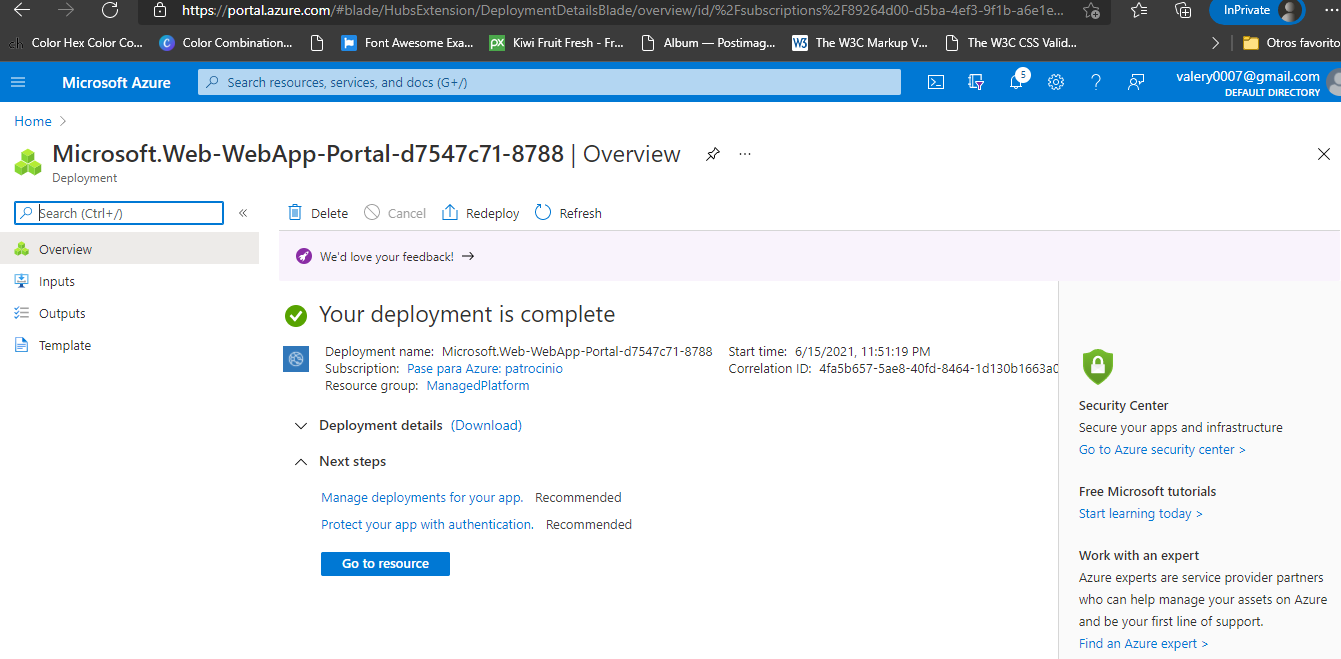 https://portal.azure.com/#blade/HubsExtension/DeploymentDetailsBlade/overview/id/%2Fsubscriptions%2F89264d00-d5ba-4ef3-9f1b-a6e1e...
InPrivate
ch Color Hex Color Co... Color Combination... Font Awesome Exa... px Kiwi Fruit Fresh - Fr... Album — Postimag... W3 The W3C Markup V... The W3C CSS Valid... Otros favorito
Microsoft Azure Search resources, services, and docs (G+/) 5 valery0007@gmail.com
DEFAULT DIRECTORY
Home >
Microsoft.Web-WebApp-Portal-d7547c71-8788 | Overview ...
Deployment
Search (Ctrl+/) «
Delete Cancel Redeploy Refresh
Overview
Inputs
Outputs
Template
We'd love your feedback! →
Your deployment is complete
Deployment name: Microsoft.Web-WebApp-Portal-d7547c71-8788 Start time: 6/15/2021, 11:51:19 PM
Subscription: Pase para Azure: patrocinio Correlation ID: 4fa5b657-5ae8-40fd-8464-1d130b1663a0
Resource group: ManagedPlatform
Deployment details (Download)
Next steps
Manage deployments for your app. Recommended
Protect your app with authentication. Recommended
Go to resource
Security Center
Secure your apps and infrastructure
Go to Azure security center >
Free Microsoft tutorials
Start learning today >
Work with an expert
Azure experts are service provider partners
who can help manage your assets on Azure
and be your first line of support.
Find an Azure expert >